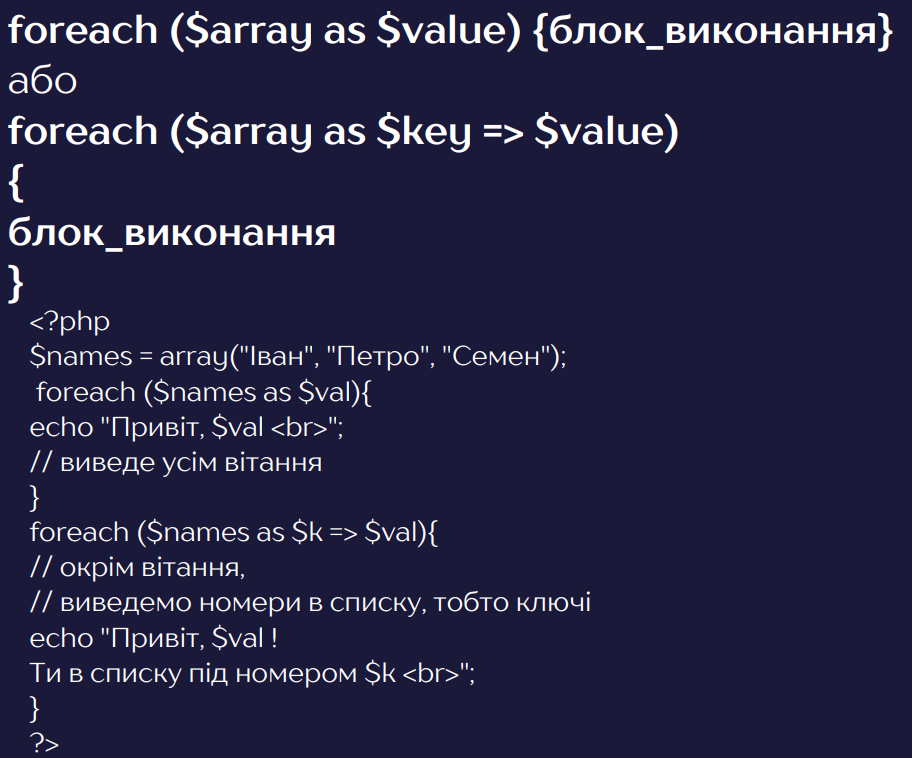 foreach ($array as $value) {блок_виконання}
або
foreach ($array as $key => $value)
{
блок_виконання
}
<?php
$names = array("Іван", "Петро", "Семен");
foreach ($names as $val){
echo "Привіт, $val <br>";
// виведе усім вітання
}
foreach ($names as $k => $val){
// окрім вітання,
// виведемо номери в списку, тобто ключі
echo "Привіт, $val !
Ти в списку під номером $k <br>";
}
?>